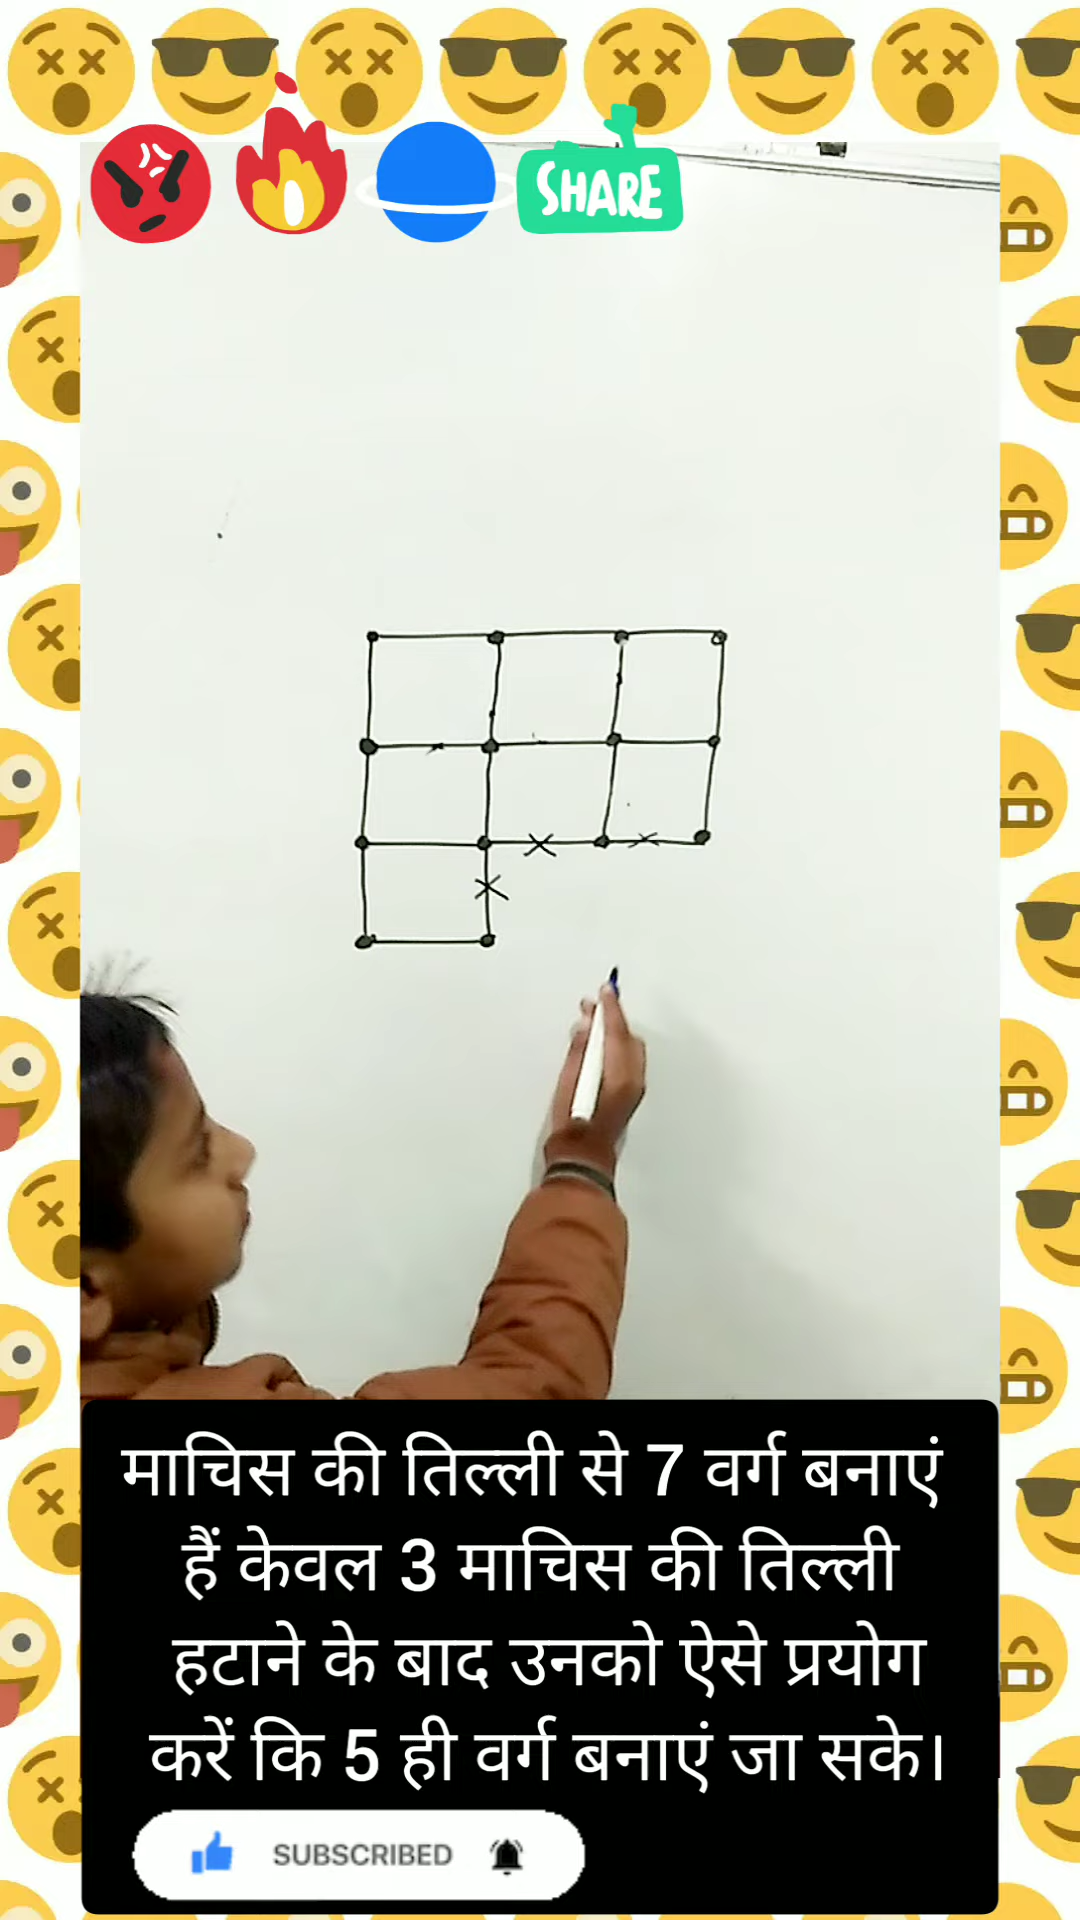 SHARE
माचिस की तिल्ली से 7 वर्ग बनाएं
हैं केवल 3 माचिस की तिल्ली
हटाने के बाद उनको ऐसे प्रयोग
करें कि 5 ही वर्ग बनाएं जा सके।
SUBSCRIBED